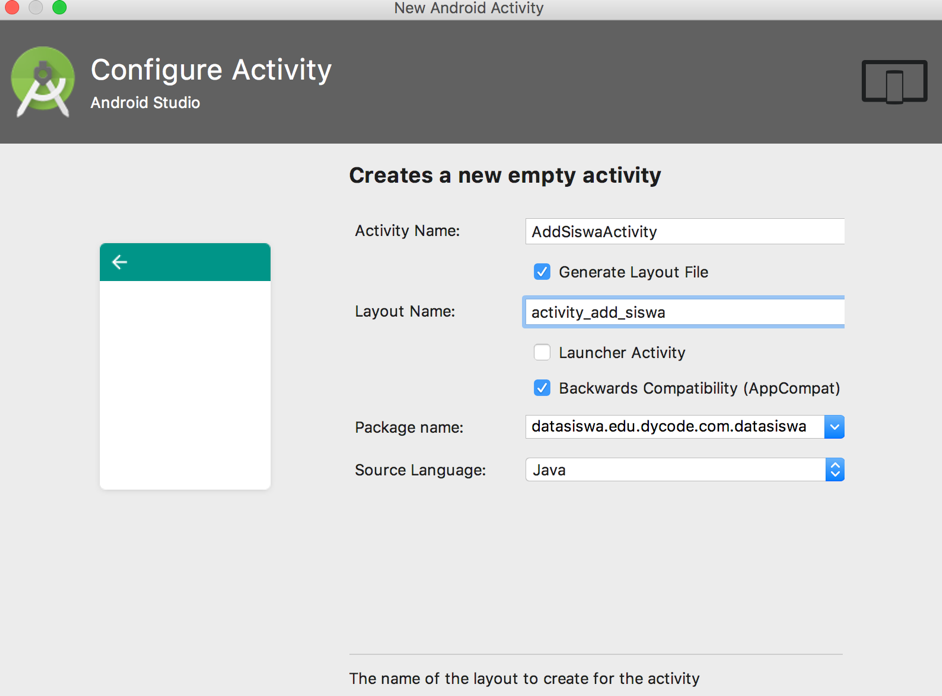 New Android Activity
Configure Activity
Android Studio
Creates a new empty activity
Activity Name: AddSiswaActivity
Generate Layout File
Layout Name: activity_add_siswa
Launcher Activity
Backwards Compatibility (AppCompat)
Package name: datasiswa.edu.dycode.com.datasiswa
Source Language: Java
The name of the layout to create for the activity